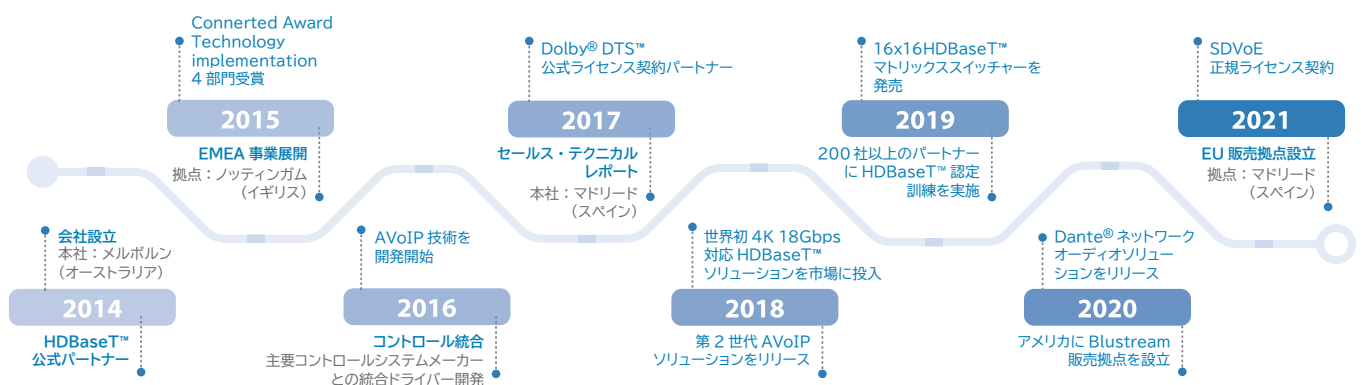 会社設立
本社：メルボルン
（オーストラリア）
2014
HDBaseT™
公式パートナー
Connerted Award
Technology
implementation
4 部門受賞
2015
EMEA 事業展開
拠点：ノッティンガム
（イギリス）
AVoIP 技術を
開発開始
2016
コントロール統合
主要コントロールシステムメーカー
との統合ドライバー開発
Dolby® DTS™
公式ライセンス契約パートナー
2017
セールス・テクニカル
レポート
本社：マドリード
（スペイン）
世界初 4K 18Gbps
対応 HDBaseT™
ソリューションを市場に投入
2018
第 2 世代 AVoIP
ソリューションをリリース
16x16HDBaseT™
マトリックススイッチャーを
発売
2019
200 社以上のパートナー
に HDBaseT™ 認定
訓練を実施
Dante® ネットワーク
オーディオソリュー
ションをリリース
2020
アメリカに Blustream
販売拠点を設立
SDVoE
正規ライセンス契約
2021
EU 販売拠点設立
拠点：マドリード
（スペイン）